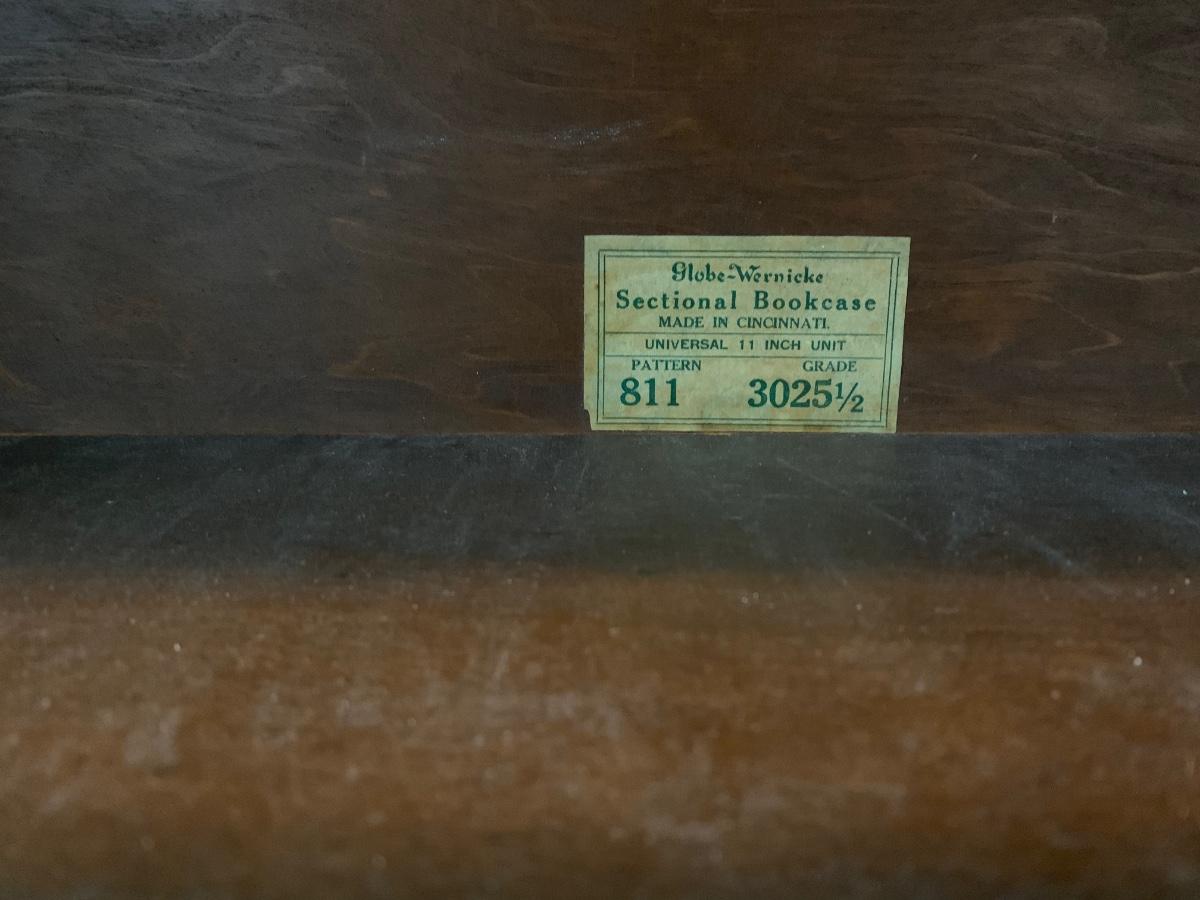 Globe-Wernicke
Sectional Bookcase
MADE IN CINCINNATI.
UNIVERSAL 11 INCH UNIT
PATTERN GRADE
811 3025½